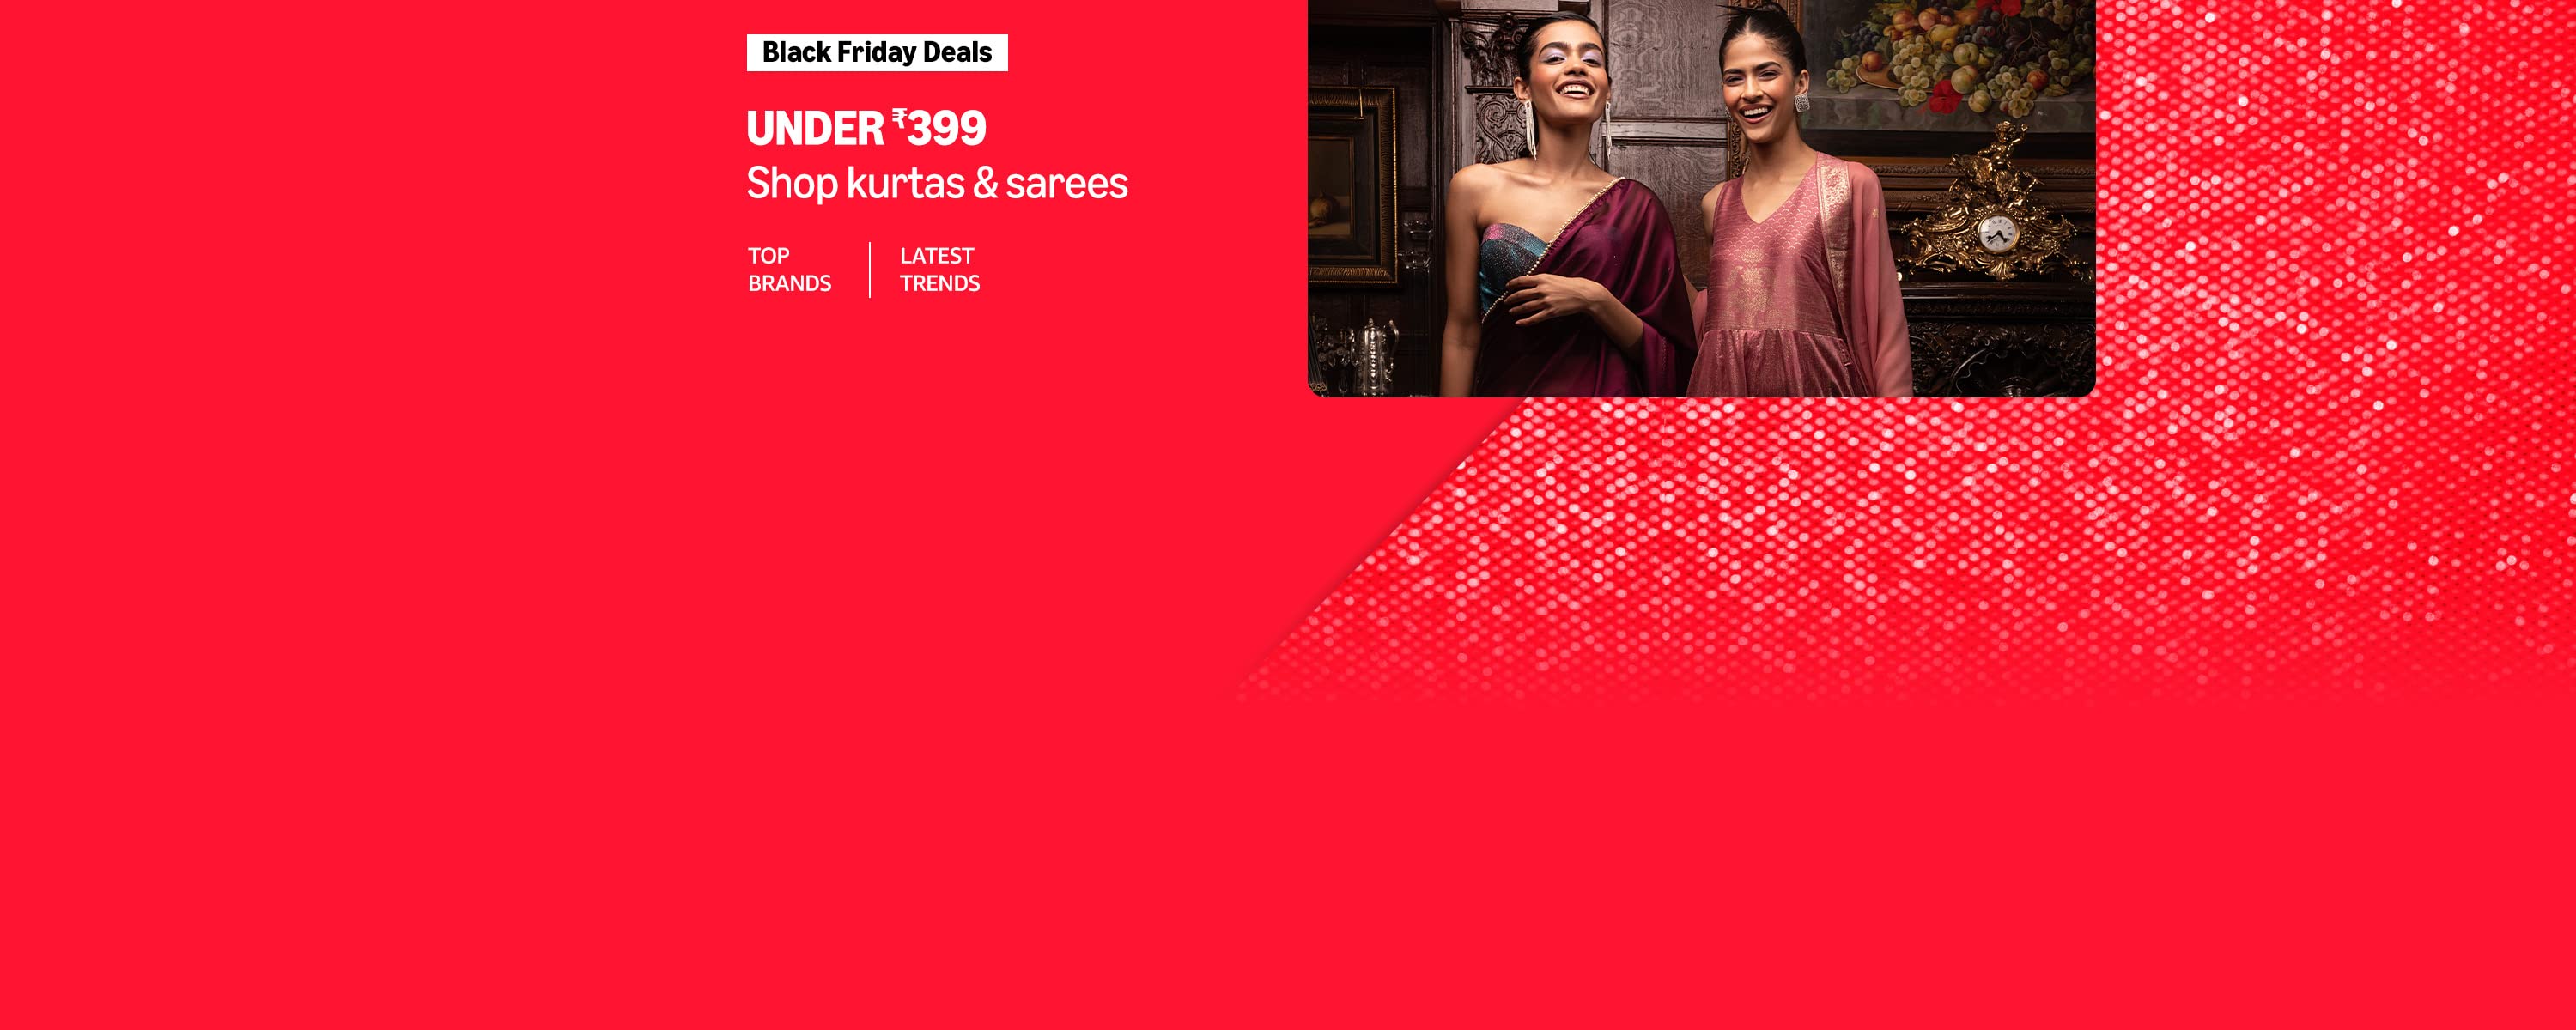 Black Friday Deals
UNDER ₹399
Shop kurtas & sarees
TOP
BRANDS
LATEST
TRENDS